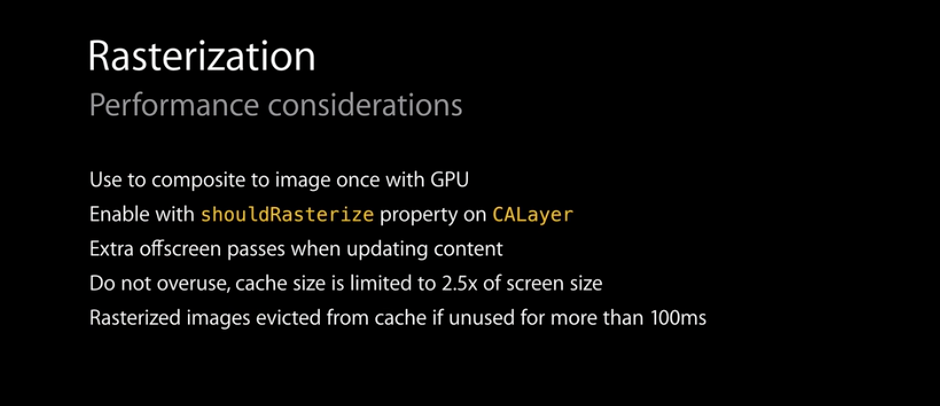 Rasterization
Performance considerations
Use to composite to image once with GPU
Enable with shouldRasterize property on CALayer
Extra offscreen passes when updating content
Do not overuse, cache size is limited to 2.5x of screen size
Rasterized images evicted from cache if unused for more than 100ms